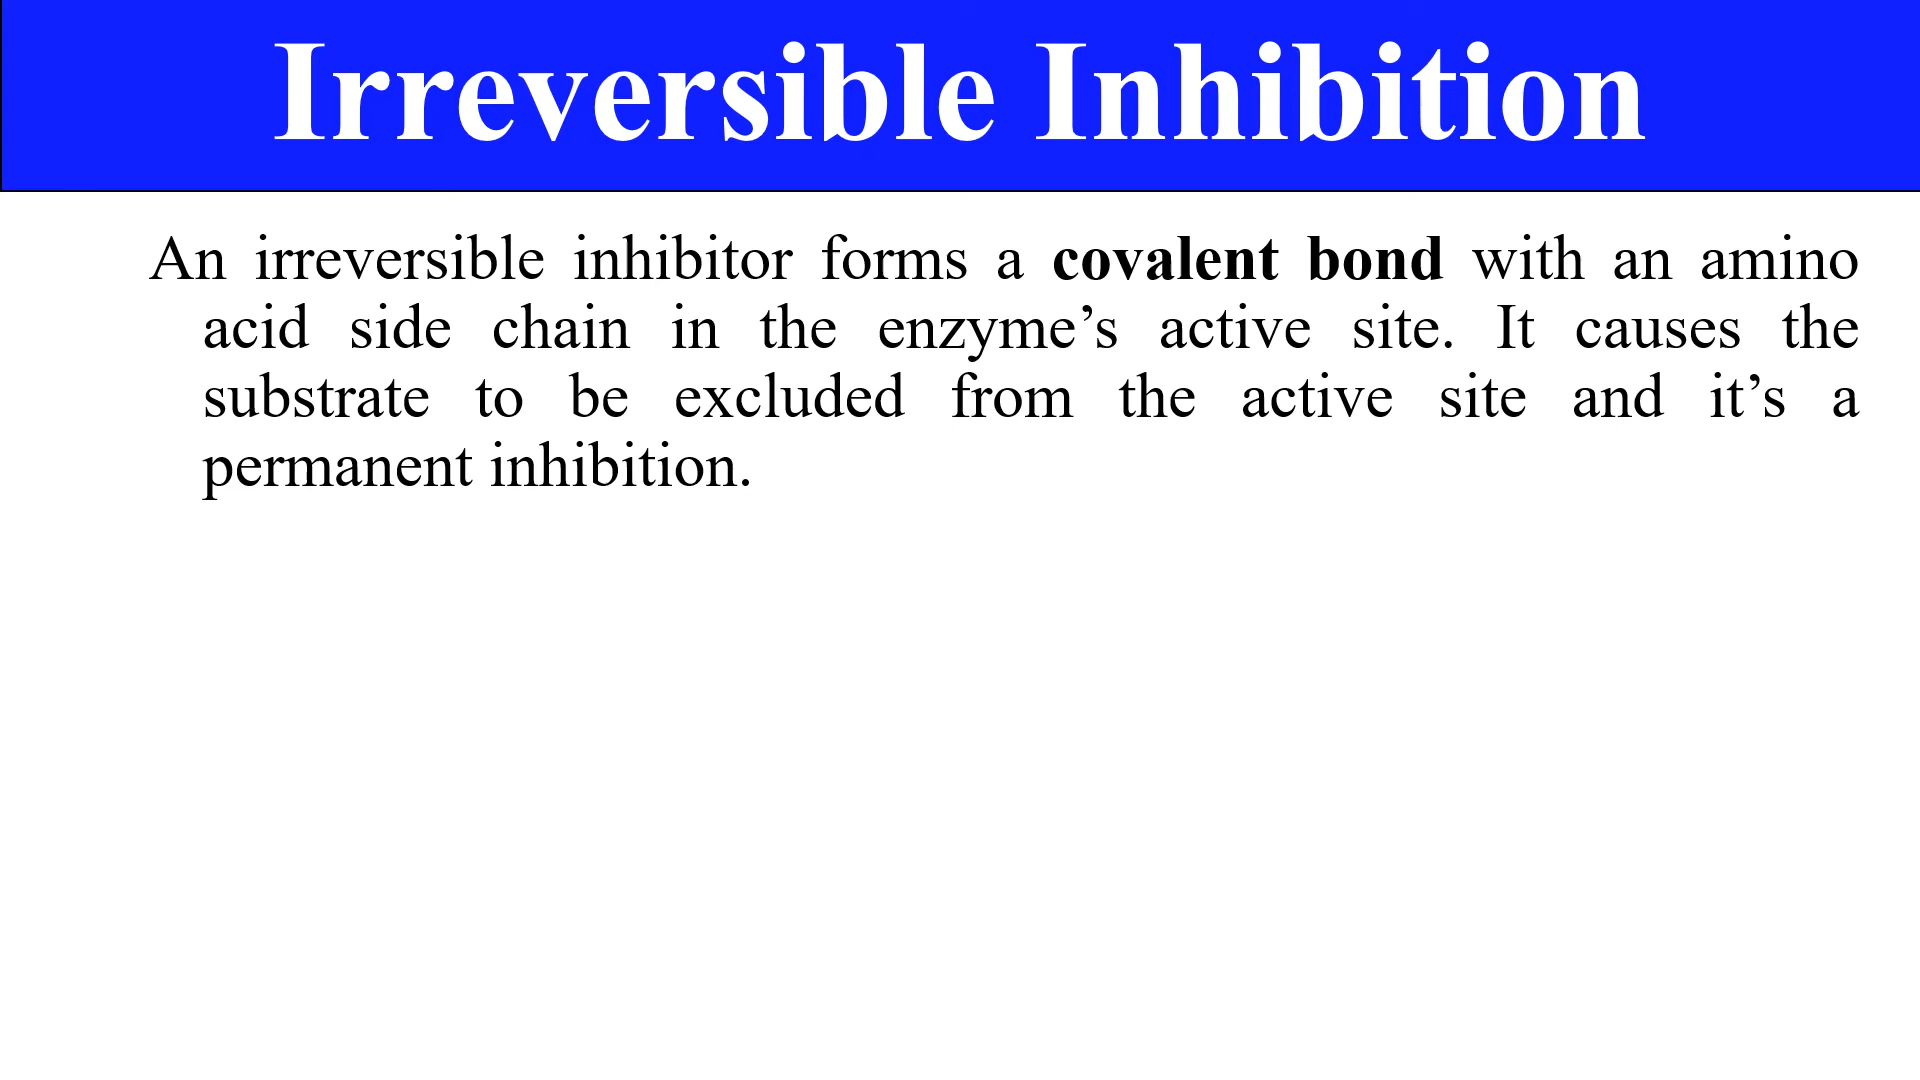 Irreversible Inhibition
An irreversible inhibitor forms a covalent bond with an amino
acid side chain in the enzyme’s active site. It causes the
substrate to be excluded from the active site and it’s a
permanent inhibition.